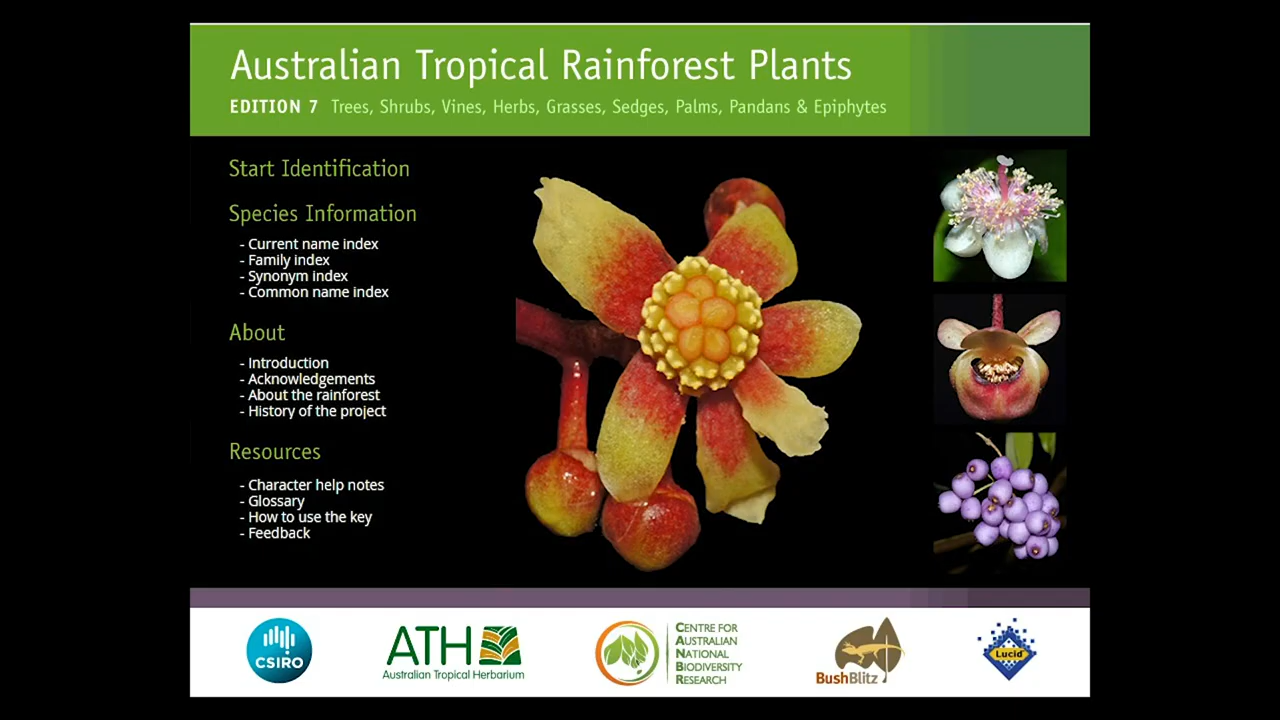 Australian Tropical Rainforest Plants
EDITION 7 Trees, Shrubs, Vines, Herbs, Grasses, Sedges, Palms, Pandans & Epiphytes
Start Identification
Species Information
- Current name index
- Family index
- Synonym index
- Common name index
About
- Introduction
- Acknowledgements
- About the rainforest
- History of the project
Resources
- Character help notes
- Glossary
- How to use the key
- Feedback
CSIRO
ATH
Australian Tropical Herbarium
CENTRE FOR
AUSTRALIAN
NATIONAL
BIODIVERSITY
RESEARCH
BushBlitz
Lucid